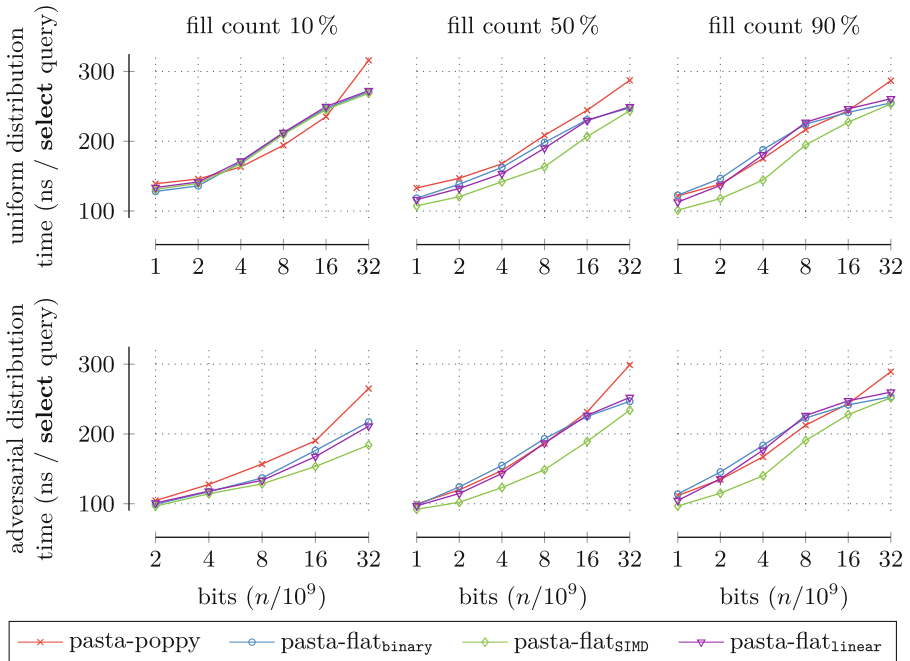 fill count 10 % fill count 50 % fill count 90 %
uniform distribution
time (ns / select query)
300
200
100
1 2 4 8 16 32 1 2 4 8 16 32 1 2 4 8 16 32
adversarial distribution
time (ns / select query)
300
200
100
2 4 8 16 32 1 2 4 8 16 32 1 2 4 8 16 32
bits (n/10⁹) bits (n/10⁹) bits (n/10⁹)
pasta-poppy pasta-flat_binary pasta-flat_SIMD pasta-flat_linear